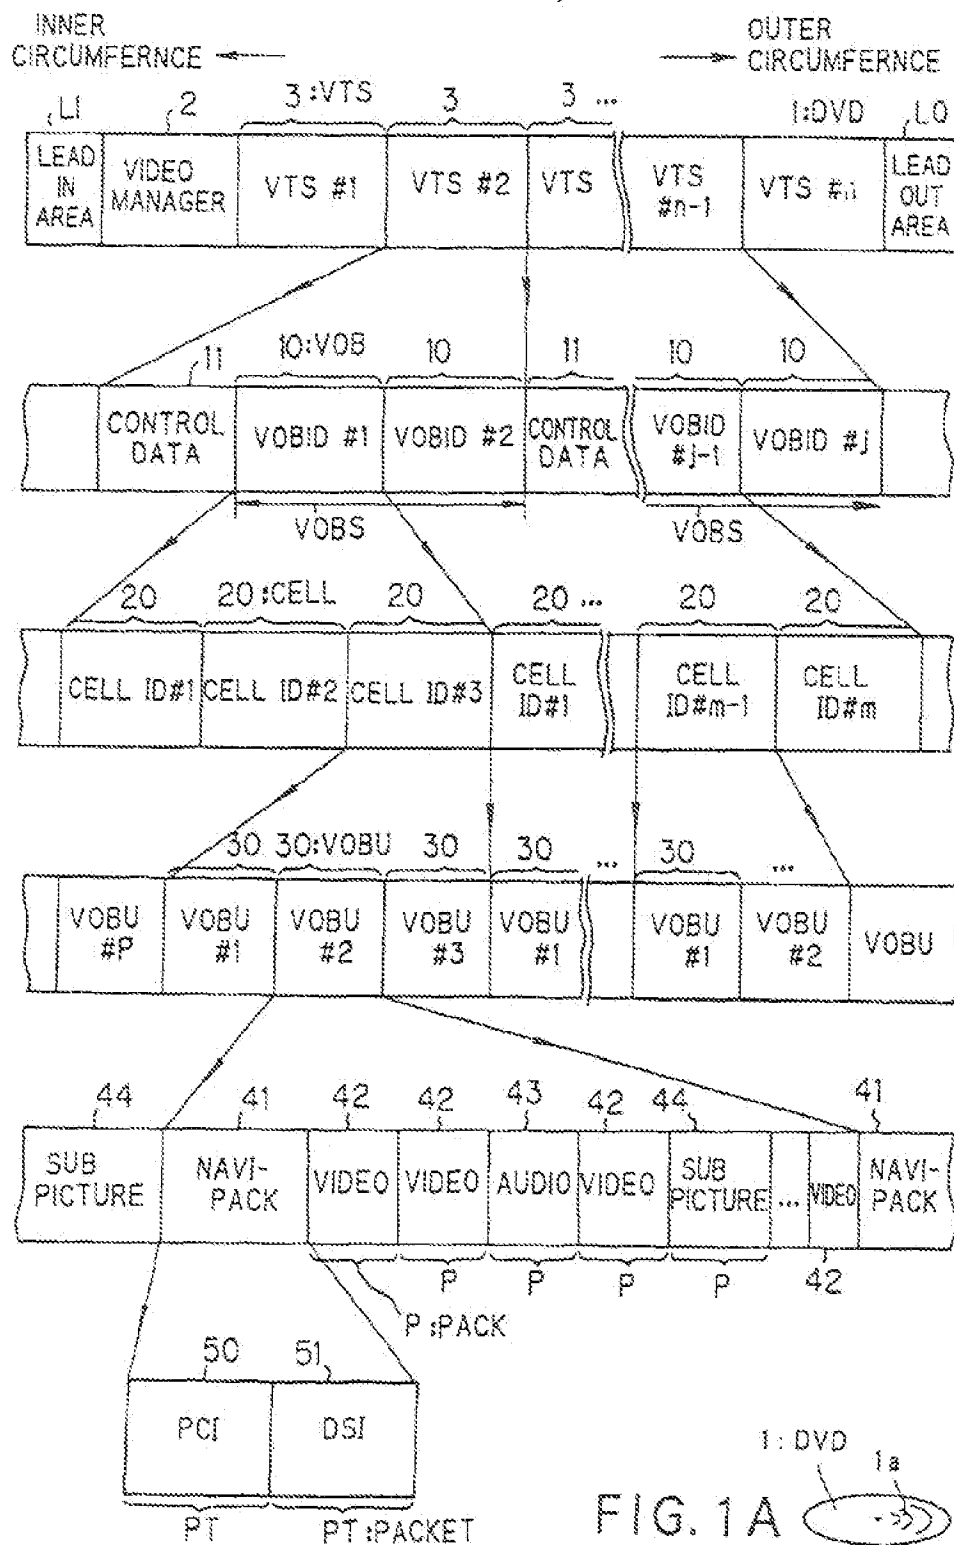 INNER
CIRCUMFERNCE
OUTER
CIRCUMFERNCE
LI
2
3:VTS
3
3 ...
1:DVD
LO
LEAD
IN
AREA
VIDEO
MANAGER
VTS #1
VTS #2
VTS
VTS
#n-1
VTS #n
LEAD
OUT
AREA
11
10:VOB
10
11
10
10
CONTROL
DATA
VOBID #1
VOBID #2
CONTROL
DATA
VOBID
#j-1
VOBID #j
VOBS
VOBS
20
20:CELL
20
20 ...
20
20
CELL ID#1
CELL ID#2
CELL ID#3
CELL
ID#1
CELL
ID#m-1
CELL
ID#m
30
30:VOBU
30
30
...
30
...
VOBU
#P
VOBU
#1
VOBU
#2
VOBU
#3
VOBU
#1
VOBU
#1
VOBU
#2
VOBU
44
41
42
42
43
42
44
41
SUB
PICTURE
NAVI-
PACK
VIDEO
VIDEO
AUDIO
VIDEO
SUB
PICTURE
...
VIDEO
NAVI-
PACK
P
P
P
P
42
P:PACK
50
51
PCI
DSI
PT
PT:PACKET
1:DVD
1a
FIG. 1A